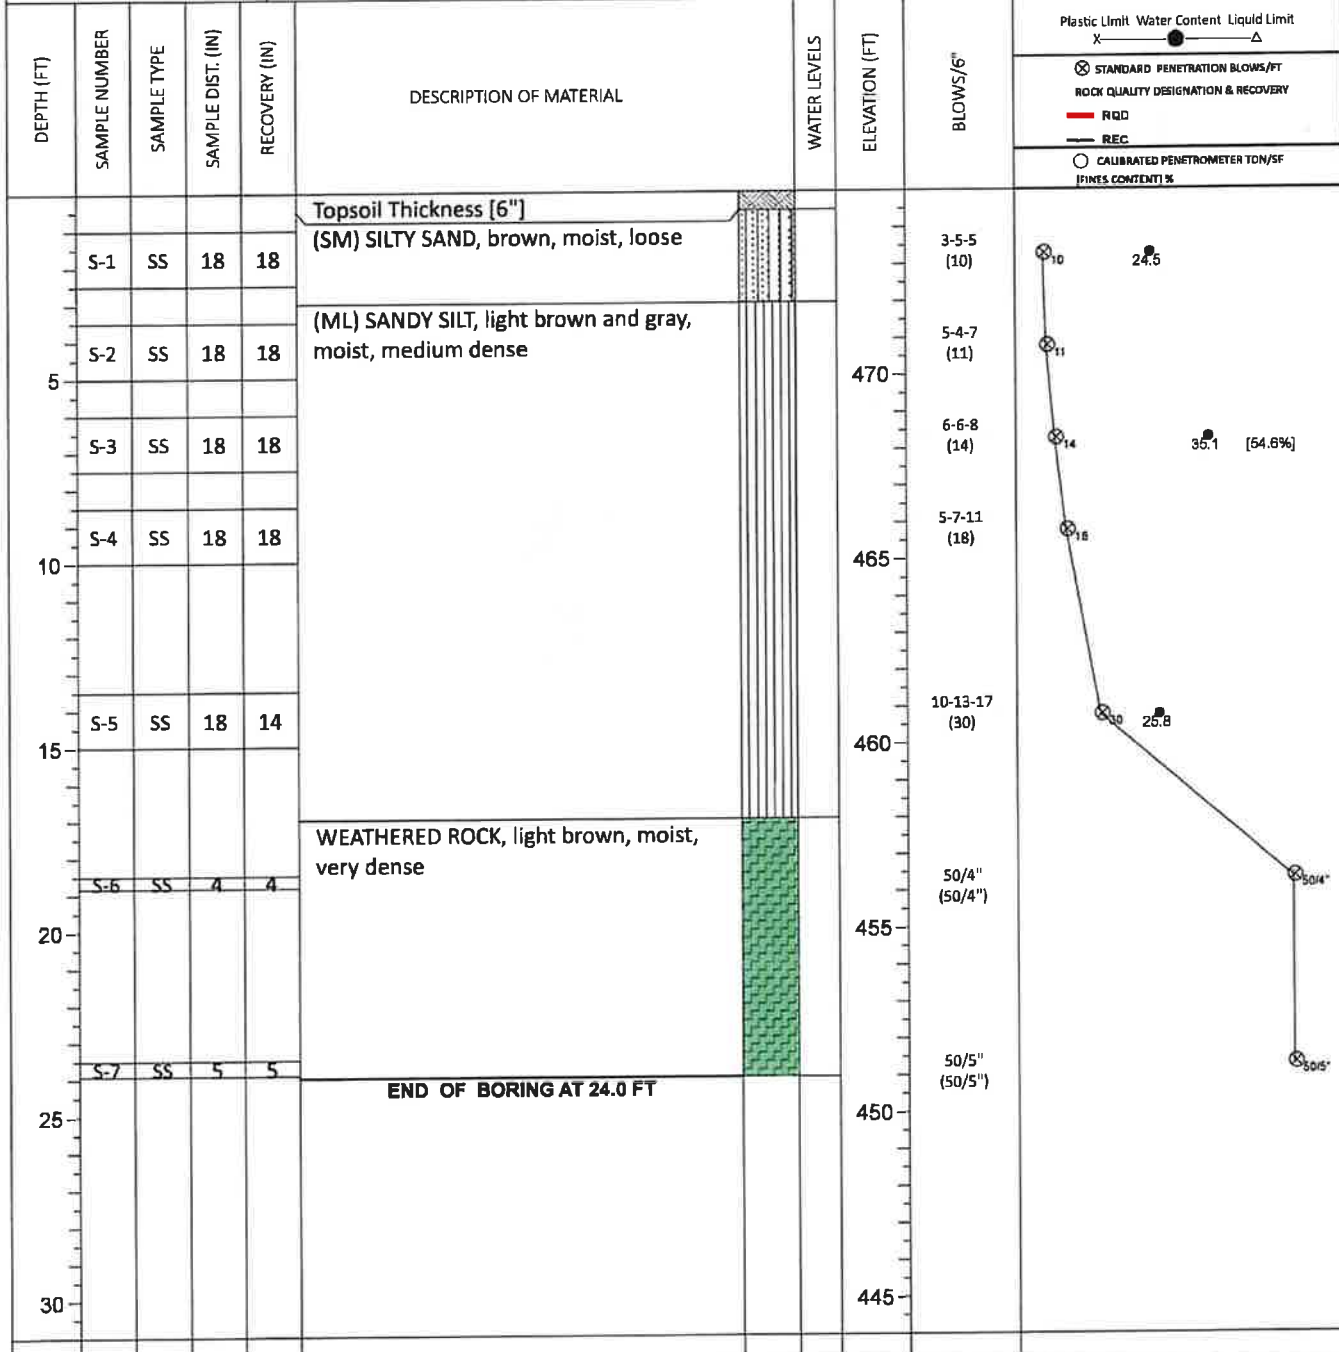 DEPTH (FT)
SAMPLE NUMBER
SAMPLE TYPE
SAMPLE DIST. (IN)
RECOVERY (IN)
DESCRIPTION OF MATERIAL
WATER LEVELS
ELEVATION (FT)
BLOWS/6"
Plastic Limit Water Content Liquid Limit
X
STANDARD PENETRATION BLOWS/FT
ROCK QUALITY DESIGNATION & RECOVERY
RQD
REC
CALIBRATED PENETROMETER TON/SF
[FINES CONTENT] %
Topsoil Thickness [6"]
(SM) SILTY SAND, brown, moist, loose
S-1 SS 18 18
3-5-5
(10)
10
24.5
(ML) SANDY SILT, light brown and gray,
moist, medium dense
S-2 SS 18 18
5-4-7
(11)
11
5
470
S-3 SS 18 18
6-6-8
(14)
14
35.1 [54.6%]
S-4 SS 18 18
5-7-11
(18)
18
10
465
S-5 SS 18 14
10-13-17
(30)
30
25.8
15
460
WEATHERED ROCK, light brown, moist,
very dense
S-6 SS 4 4
50/4"
(50/4")
50/4"
20
455
S-7 SS 5 5
50/5"
(50/5")
50/5"
END OF BORING AT 24.0 FT
25
450
30
445